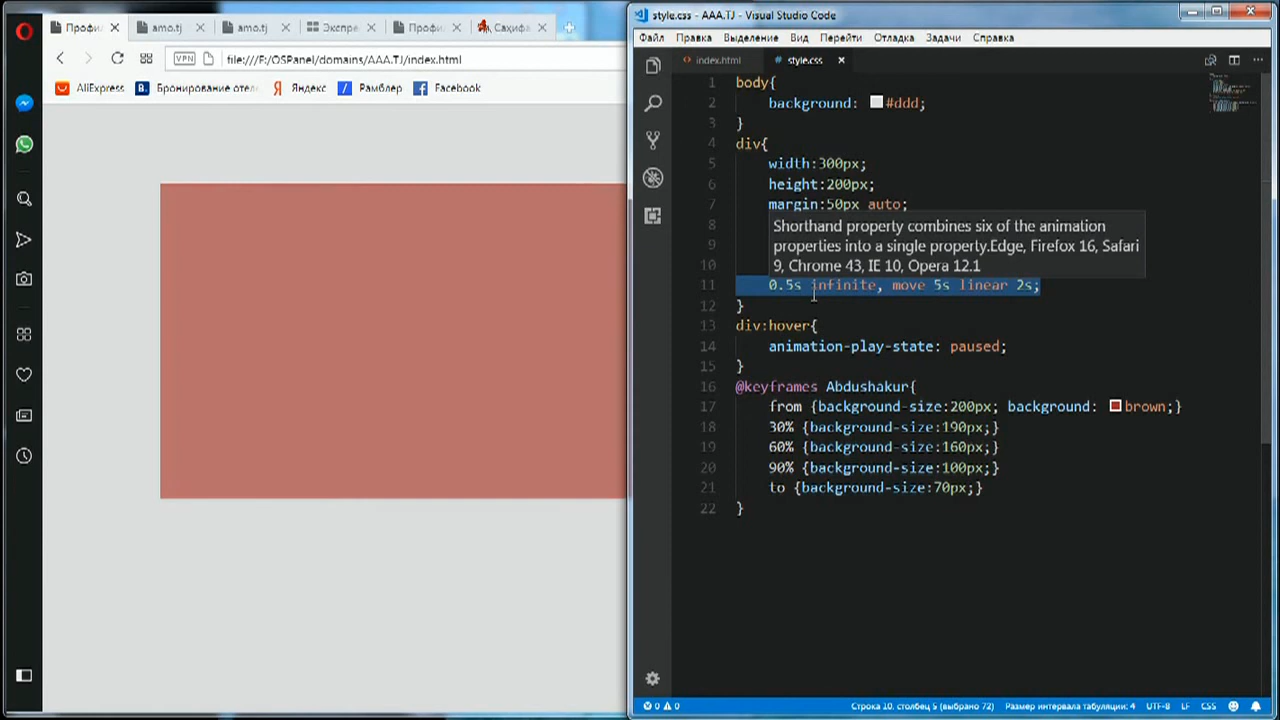 style.css - AAA.TJ - Visual Studio Code
Профи
amo.tj
amo.tj
Экспре
Профи
Саҳифа
Файл Правка Выделение Вид Перейти Отладка Задачи Справка
VPN
file:///F:/OSPanel/domains/AAA.TJ/index.html
index.html
style.css
AliExpress
B. Бронирование оте
Яндекс
Рамблер
Facebook
1 body{
2 background: #ddd;
3 }
4 div{
5 width:300px;
6 height:200px;
7 margin:50px auto;
8
9
10
Shorthand property combines six of the animation
properties into a single property.Edge, Firefox 16, Safari
9, Chrome 43, IE 10, Opera 12.1
11 0.5s infinite, move 5s linear 2s;
12 }
13 div:hover{
14 animation-play-state: paused;
15 }
16 @keyframes Abdushakur{
17 from {background-size:200px; background: brown;}
18 30% {background-size:190px;}
19 60% {background-size:160px;}
20 90% {background-size:100px;}
21 to {background-size:70px;}
22 }
0 0
Строка 10, столбец 5 (выбрано 72)
Размер интервала табуляции: 4
UTF-8
LF
CSS